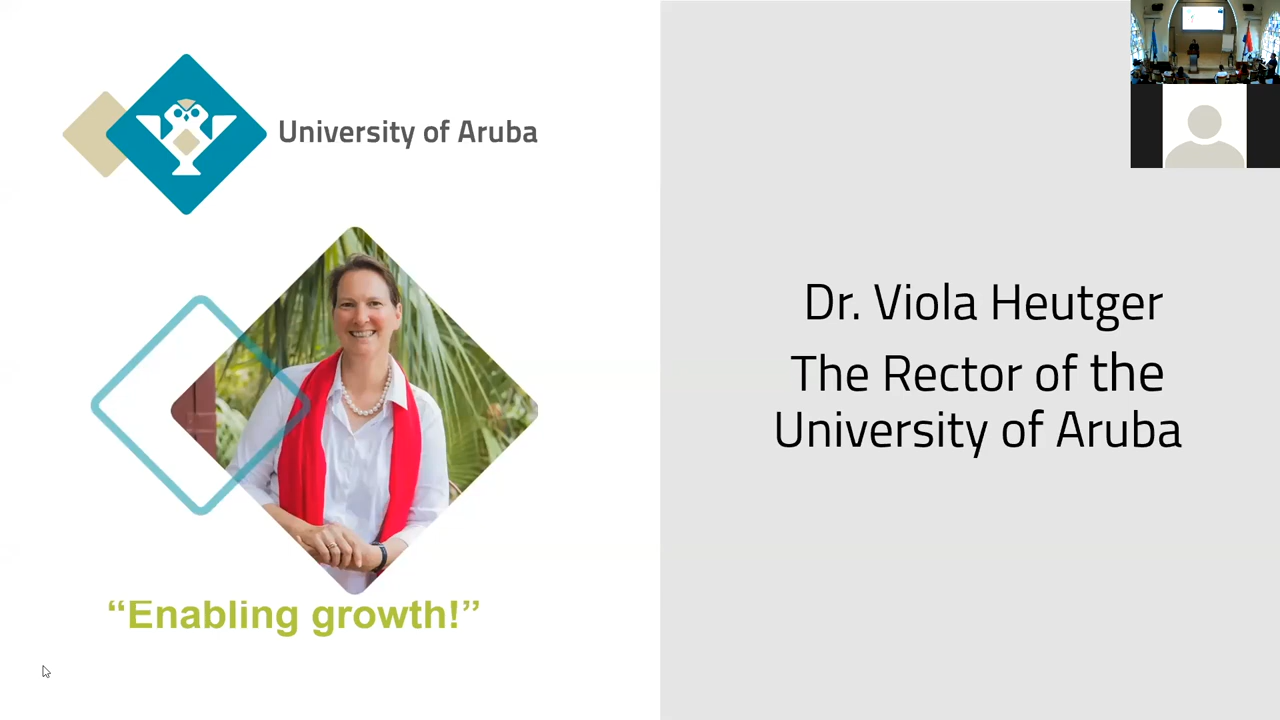 University of Aruba
“Enabling growth!”
Dr. Viola Heutger
The Rector of the
University of Aruba